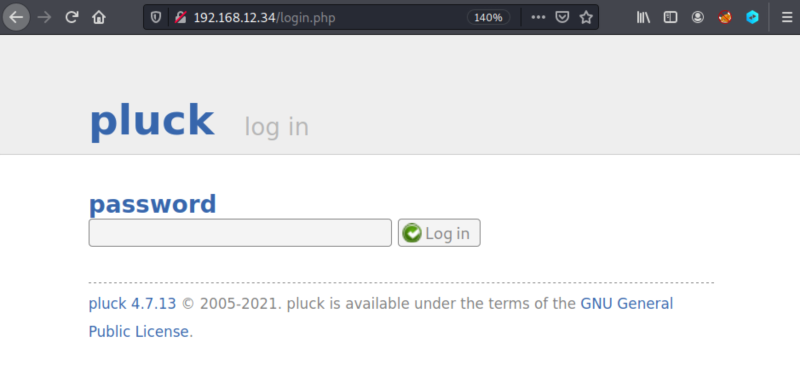 192.168.12.34/login.php 140%
pluck log in
password
Log in
pluck 4.7.13 © 2005-2021. pluck is available under the terms of the GNU General
Public License.